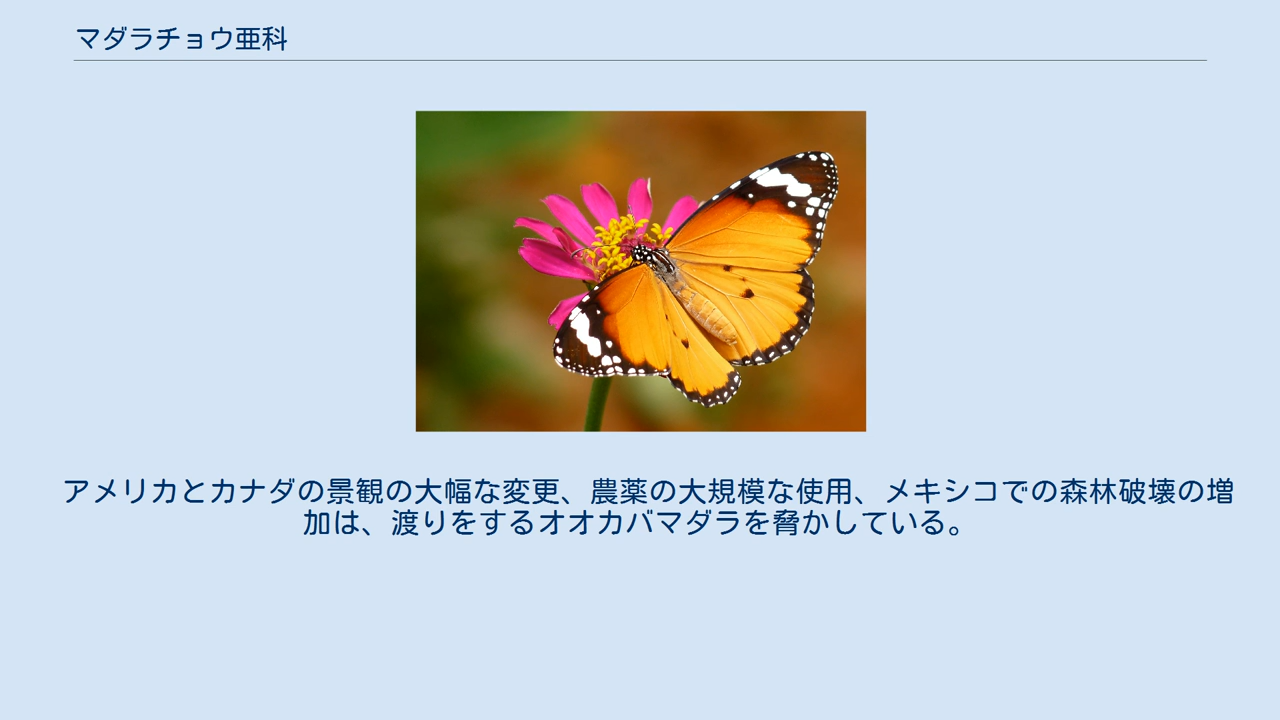 マダラチョウ亜科
アメリカとカナダの景観の大幅な変更、農薬の大規模な使用、メキシコでの森林破壊の増
加は、渡りをするオオカバマダラを脅かしている。